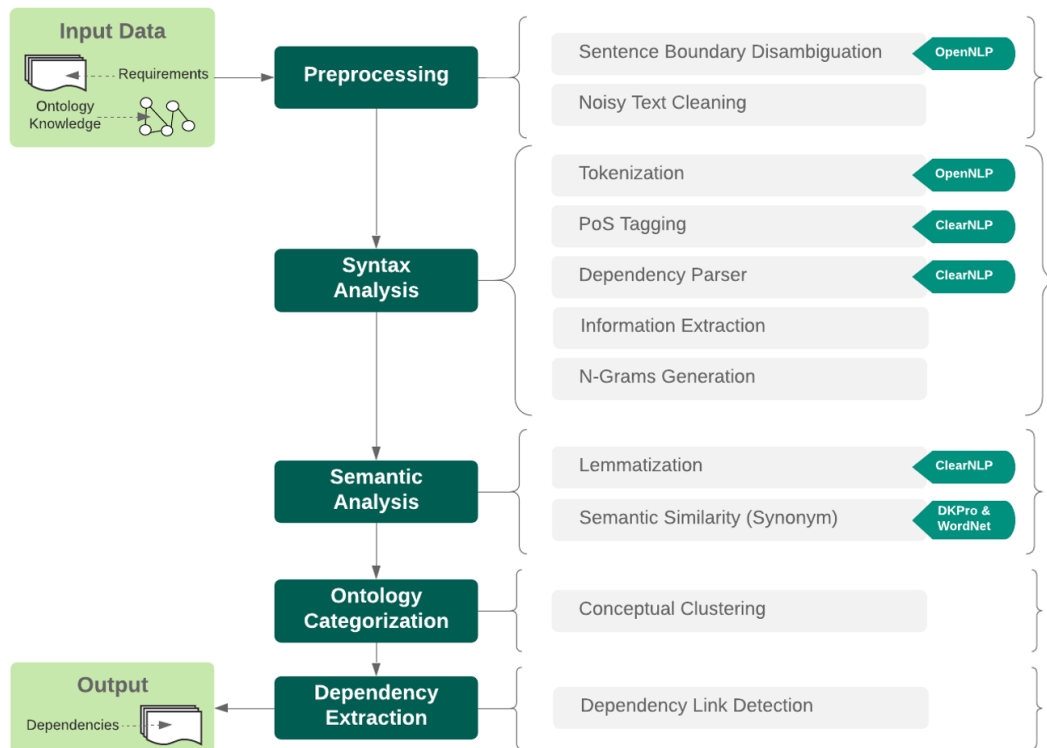 Input Data
Requirements
Ontology
Knowledge
Preprocessing
Sentence Boundary Disambiguation
OpenNLP
Noisy Text Cleaning
Syntax
Analysis
Tokenization
OpenNLP
PoS Tagging
ClearNLP
Dependency Parser
ClearNLP
Information Extraction
N-Grams Generation
Semantic
Analysis
Lemmatization
ClearNLP
Semantic Similarity (Synonym)
DKPro &
WordNet
Ontology
Categorization
Conceptual Clustering
Dependency
Extraction
Dependency Link Detection
Output
Dependencies